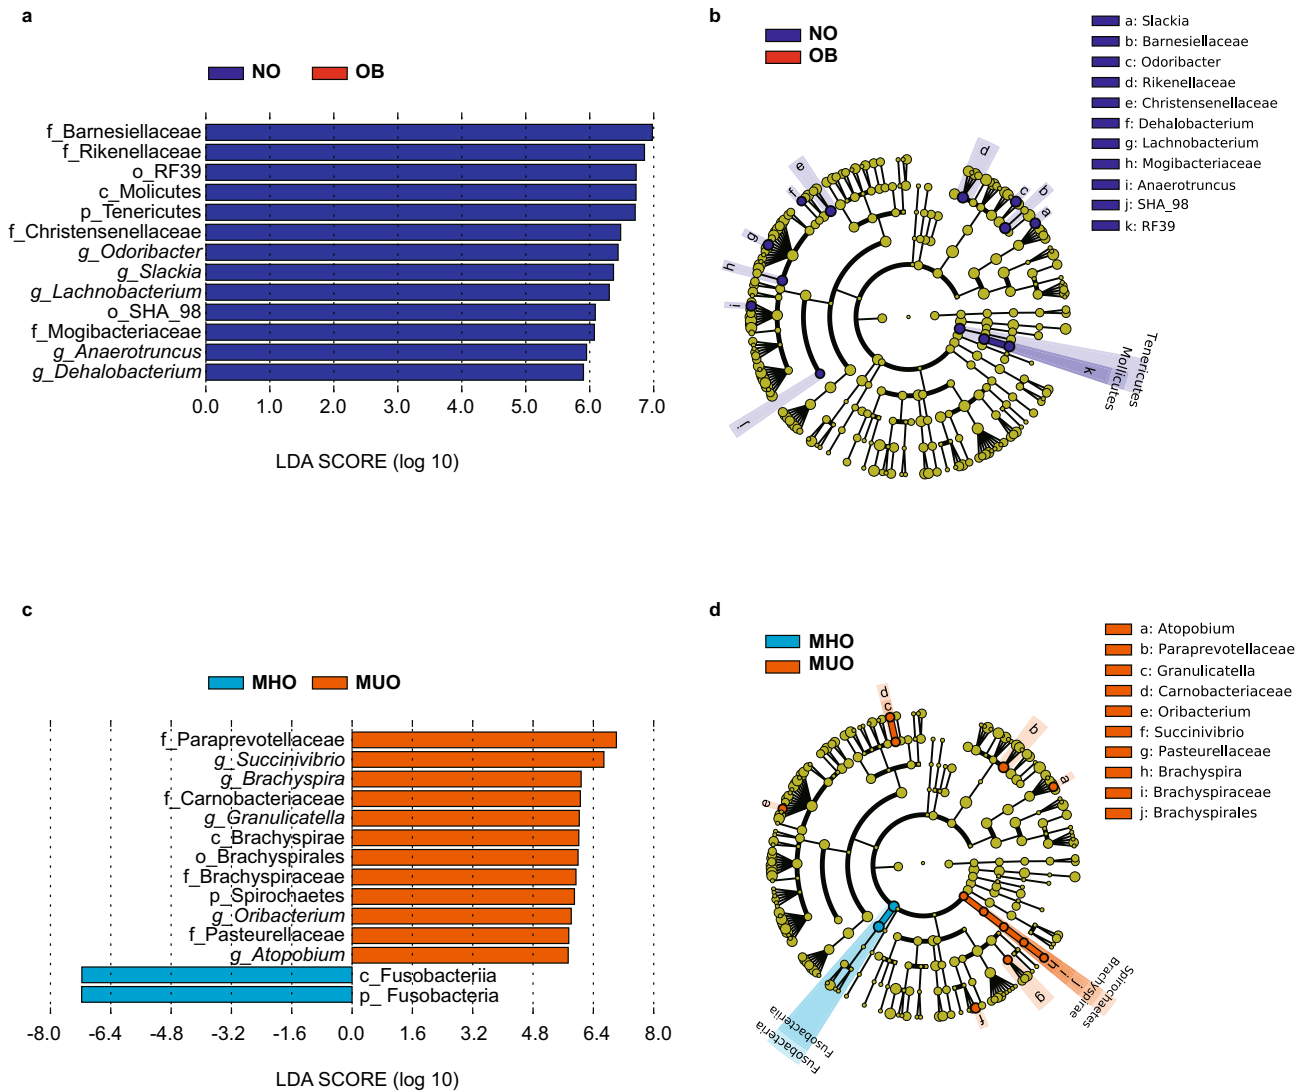 a
NO
OB
f_Barnesiellaceae
f_Rikenellaceae
o_RF39
c_Molicutes
p_Tenericutes
f_Christensenellaceae
g_Odoribacter
g_Slackia
g_Lachnobacterium
o_SHA_98
f_Mogibacteriaceae
g_Anaerotruncus
g_Dehalobacterium
0.0 1.0 2.0 3.0 4.0 5.0 6.0 7.0
LDA SCORE (log 10)
b
NO
OB
a: Slackia
b: Barnesiellaceae
c: Odoribacter
d: Rikenellaceae
e: Christensenellaceae
f: Dehalobacterium
g: Lachnobacterium
h: Mogibacteriaceae
i: Anaerotruncus
j: SHA_98
k: RF39
d
e
f
c
b
a
g
h
i
j
k
Tenericutes
Mollicutes
c
MHO
MUO
f_Paraprevotellaceae
g_Succinivibrio
g_Brachyspira
f_Carnobacteriaceae
g_Granulicatella
c_Brachyspirae
o_Brachyspirales
f_Brachyspiraceae
p_Spirochaetes
g_Oribacterium
f_Pasteurellaceae
g_Atopobium
c_Fusobacteriia
p_ Fusobacteria
-8.0 -6.4 -4.8 -3.2 -1.6 0.0 1.6 3.2 4.8 6.4 8.0
LDA SCORE (log 10)
d
MHO
MUO
a: Atopobium
b: Paraprevotellaceae
c: Granulicatella
d: Carnobacteriaceae
e: Oribacterium
f: Succinivibrio
g: Pasteurellaceae
h: Brachyspira
i: Brachyspiraceae
j: Brachyspirales
d
c
b
a
e
h
i
j
g
f
Spirochaetes
Brachyspirae
Fusobacteriia
Fusobacteria